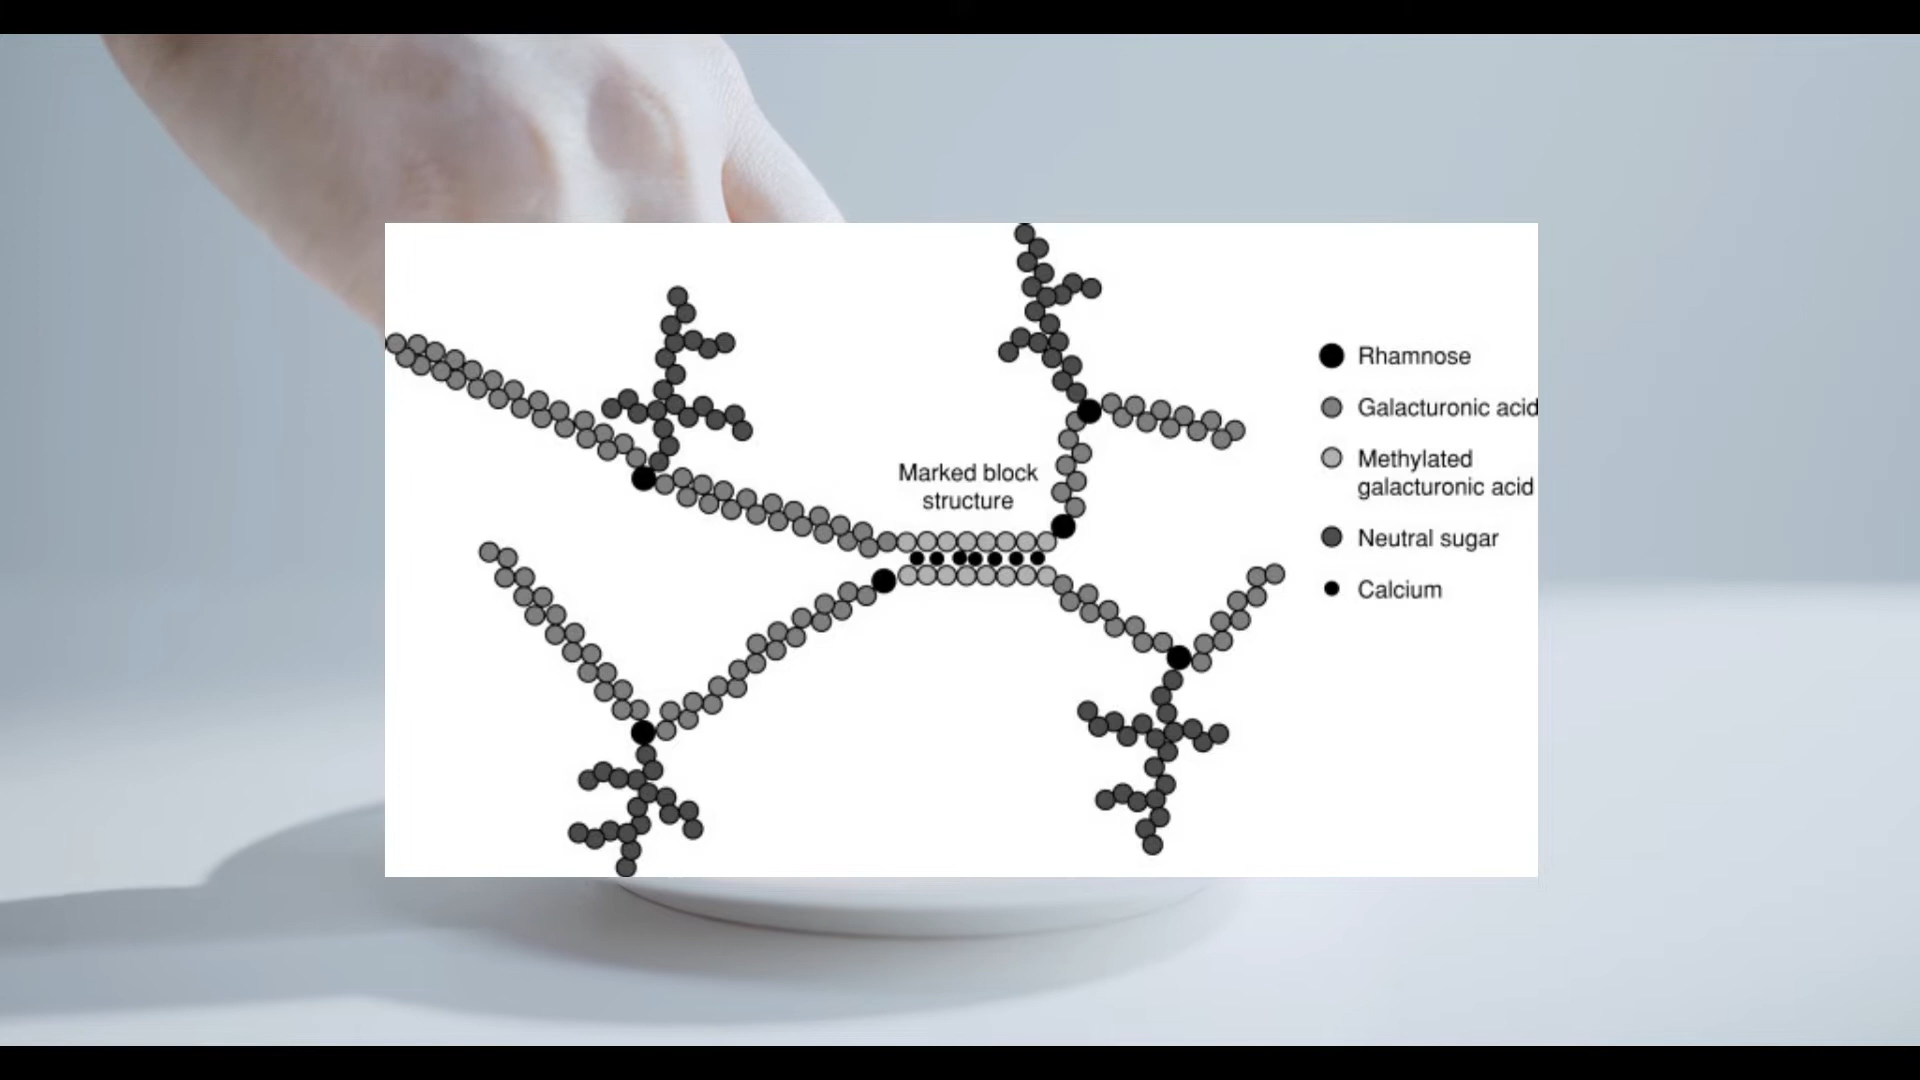 Marked block
structure
Rhamnose
Galacturonic acid
Methylated
galacturonic acid
Neutral sugar
Calcium